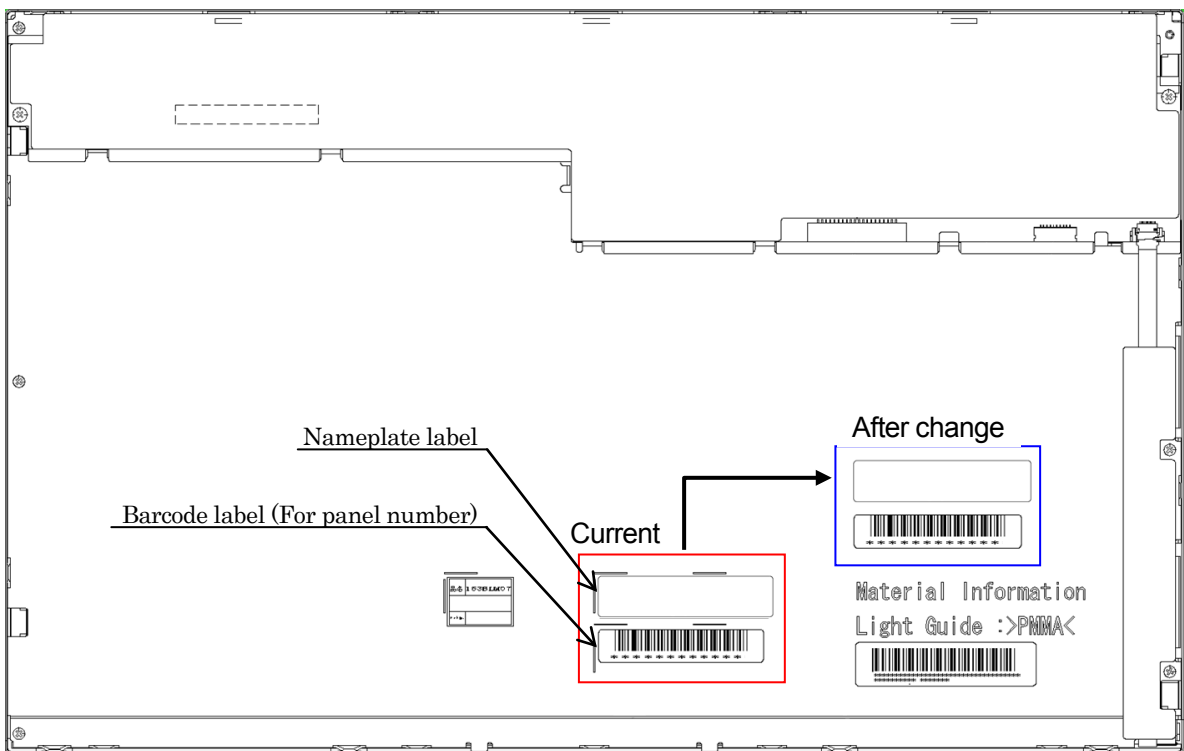 After change
Nameplate label
Barcode label (For panel number)
Current
Material Information
Light Guide :>PMMA<